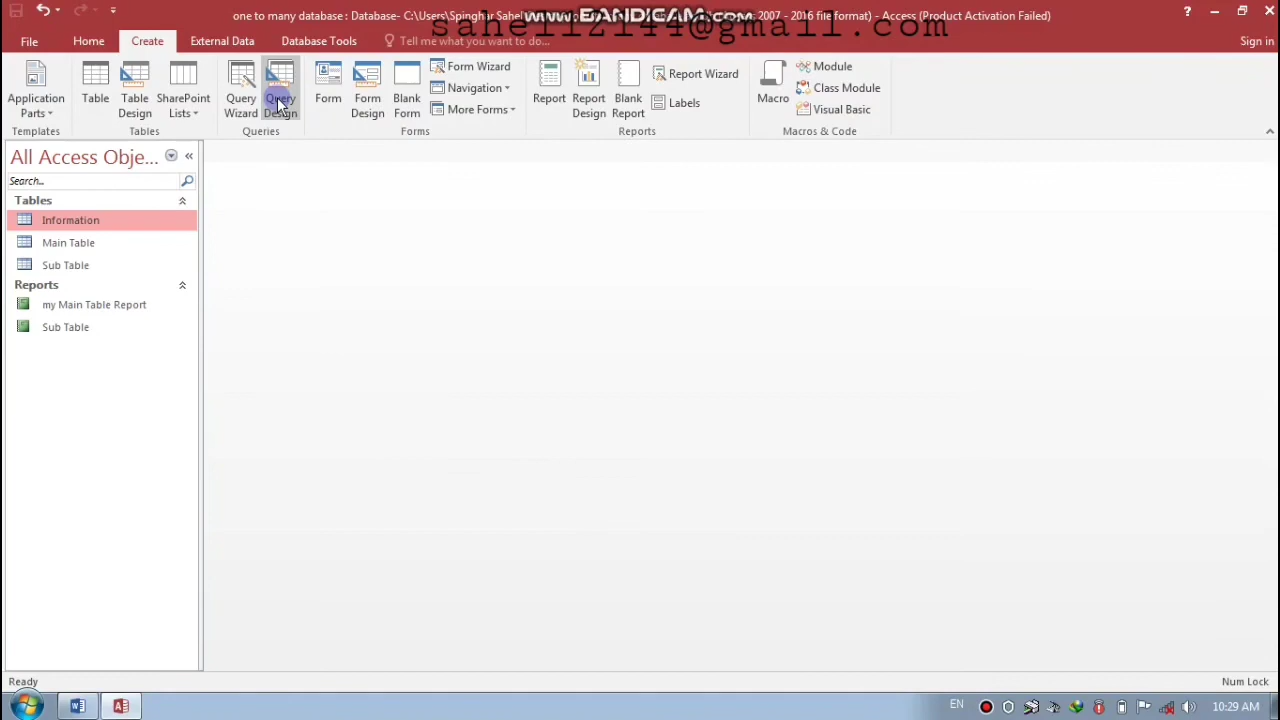 one to many database : Database- C:\Users\Spinghar Sahel
2007 - 2016 file format) - Access (Product Activation Failed)
www.BANDICAM.com
sahel12144@gmail.com
File
Home
Create
External Data
Database Tools
Tell me what you want to do...
Sign in
Application Parts
Table
Table Design
SharePoint Lists
Query Wizard
Query Design
Form
Form Design
Blank Form
Form Wizard
Navigation
More Forms
Report
Report Design
Blank Report
Report Wizard
Labels
Macro
Module
Class Module
Visual Basic
Templates
Tables
Queries
Forms
Reports
Macros & Code
All Access Obje...
Search...
Tables
Information
Main Table
Sub Table
Reports
my Main Table Report
Sub Table
Ready
Num Lock
EN
10:29 AM